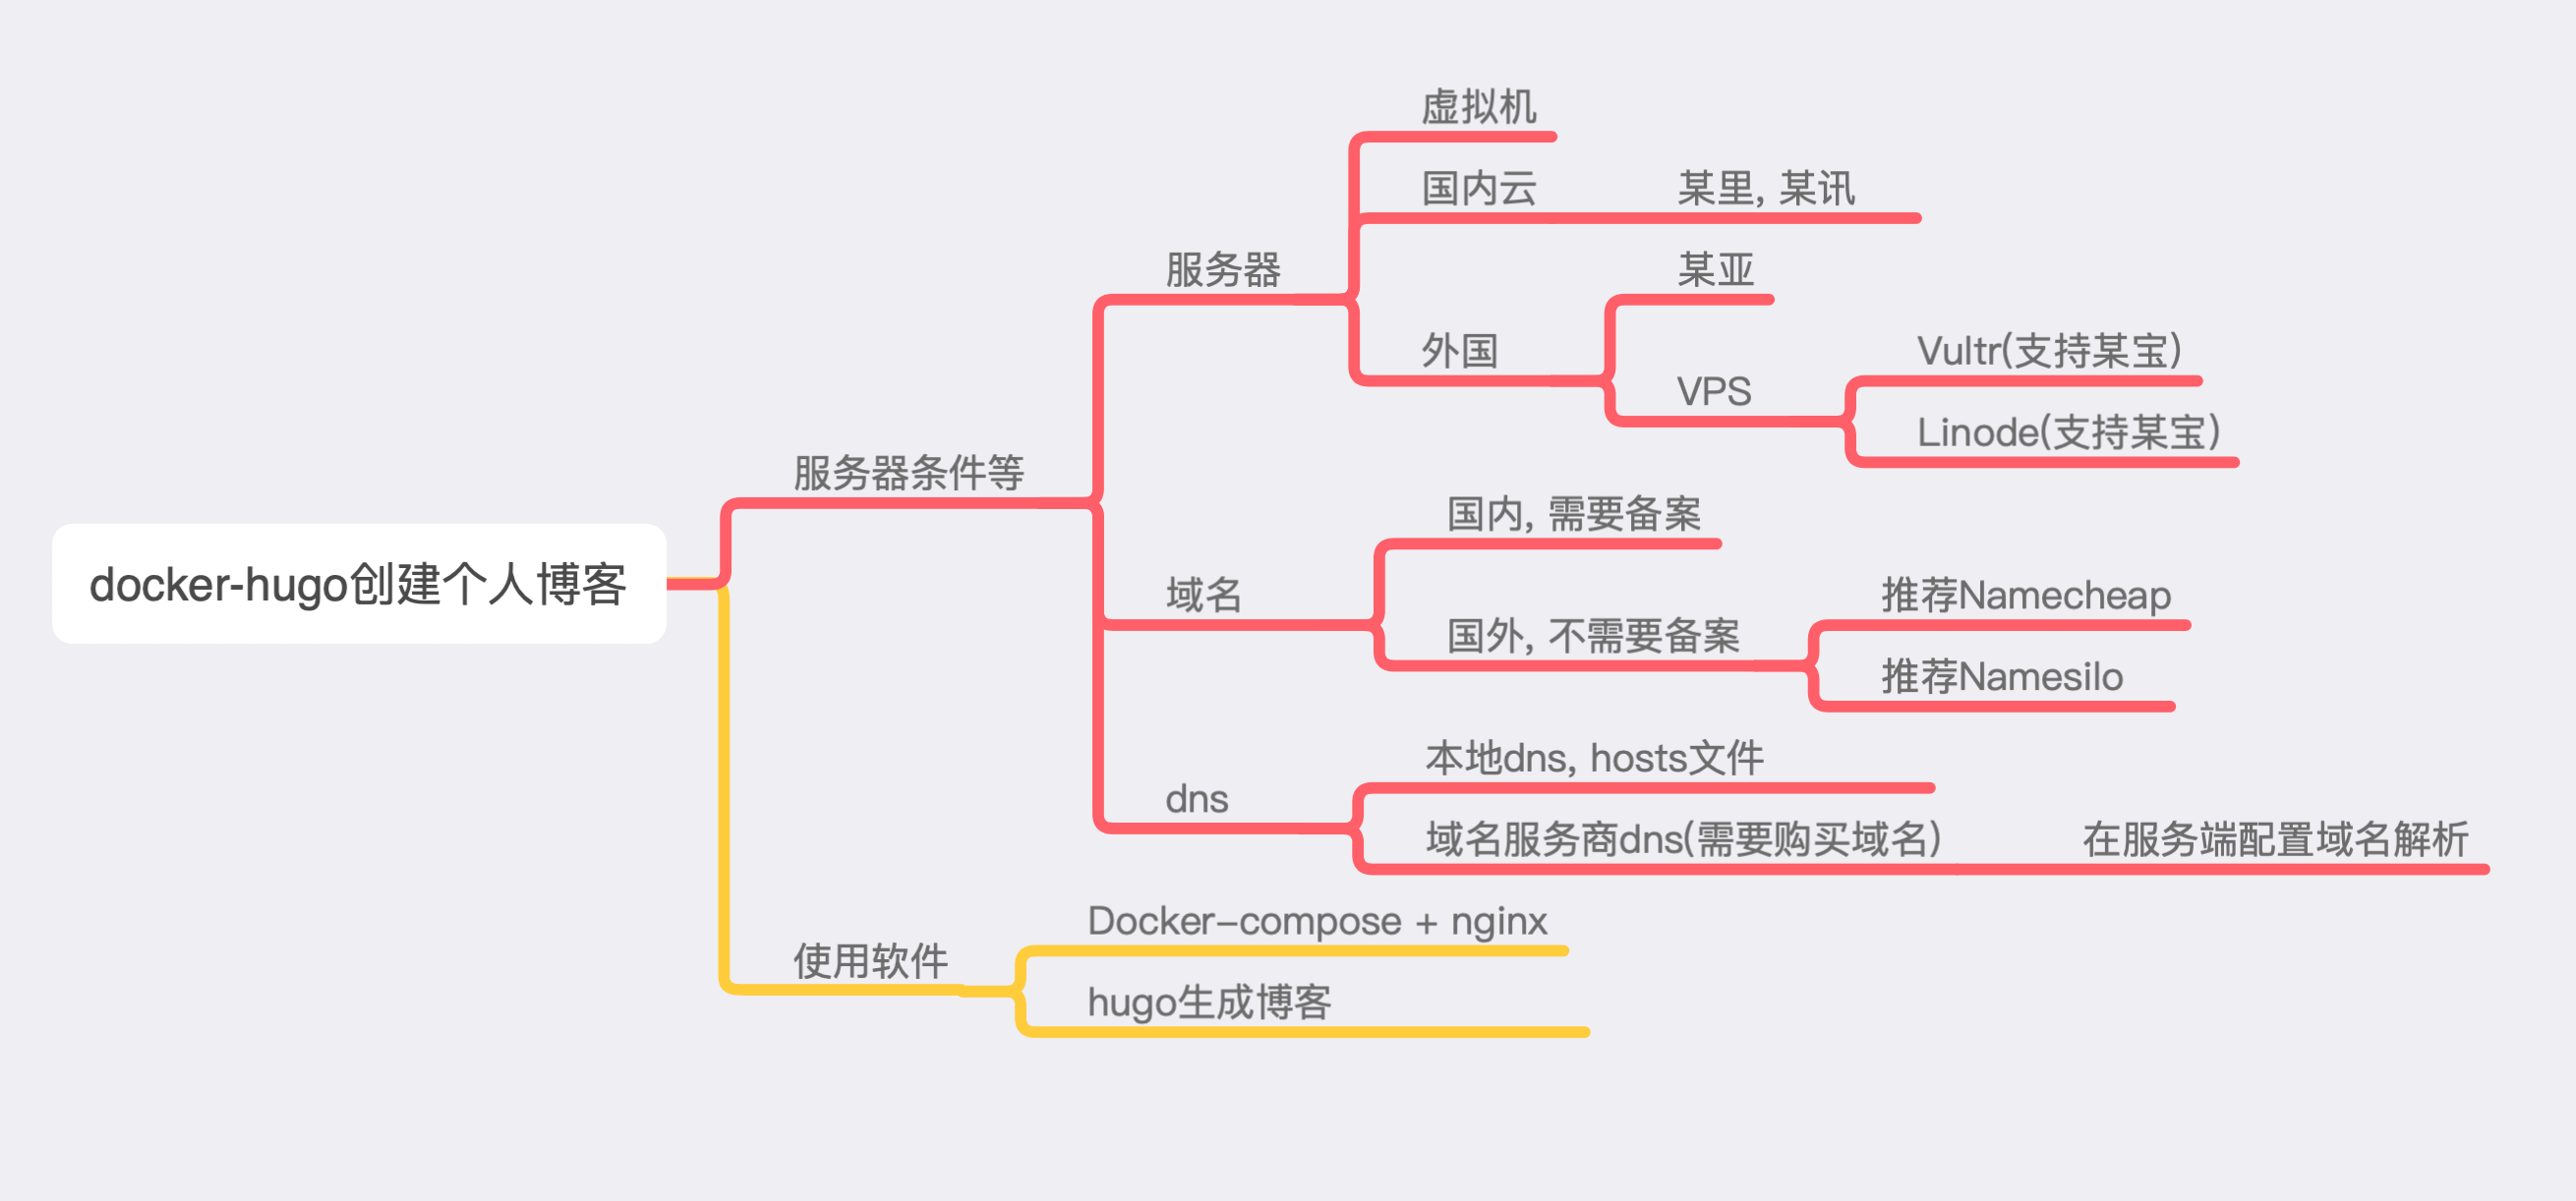 虚拟机
国内云
某里, 某讯
服务器
某亚
外国
Vultr(支持某宝)
VPS
Linode(支持某宝)
服务器条件等
国内, 需要备案
docker-hugo创建个人博客
域名
推荐Namecheap
国外, 不需要备案
推荐Namesilo
本地dns, hosts文件
dns
域名服务商dns(需要购买域名)
在服务端配置域名解析
Docker-compose + nginx
使用软件
hugo生成博客